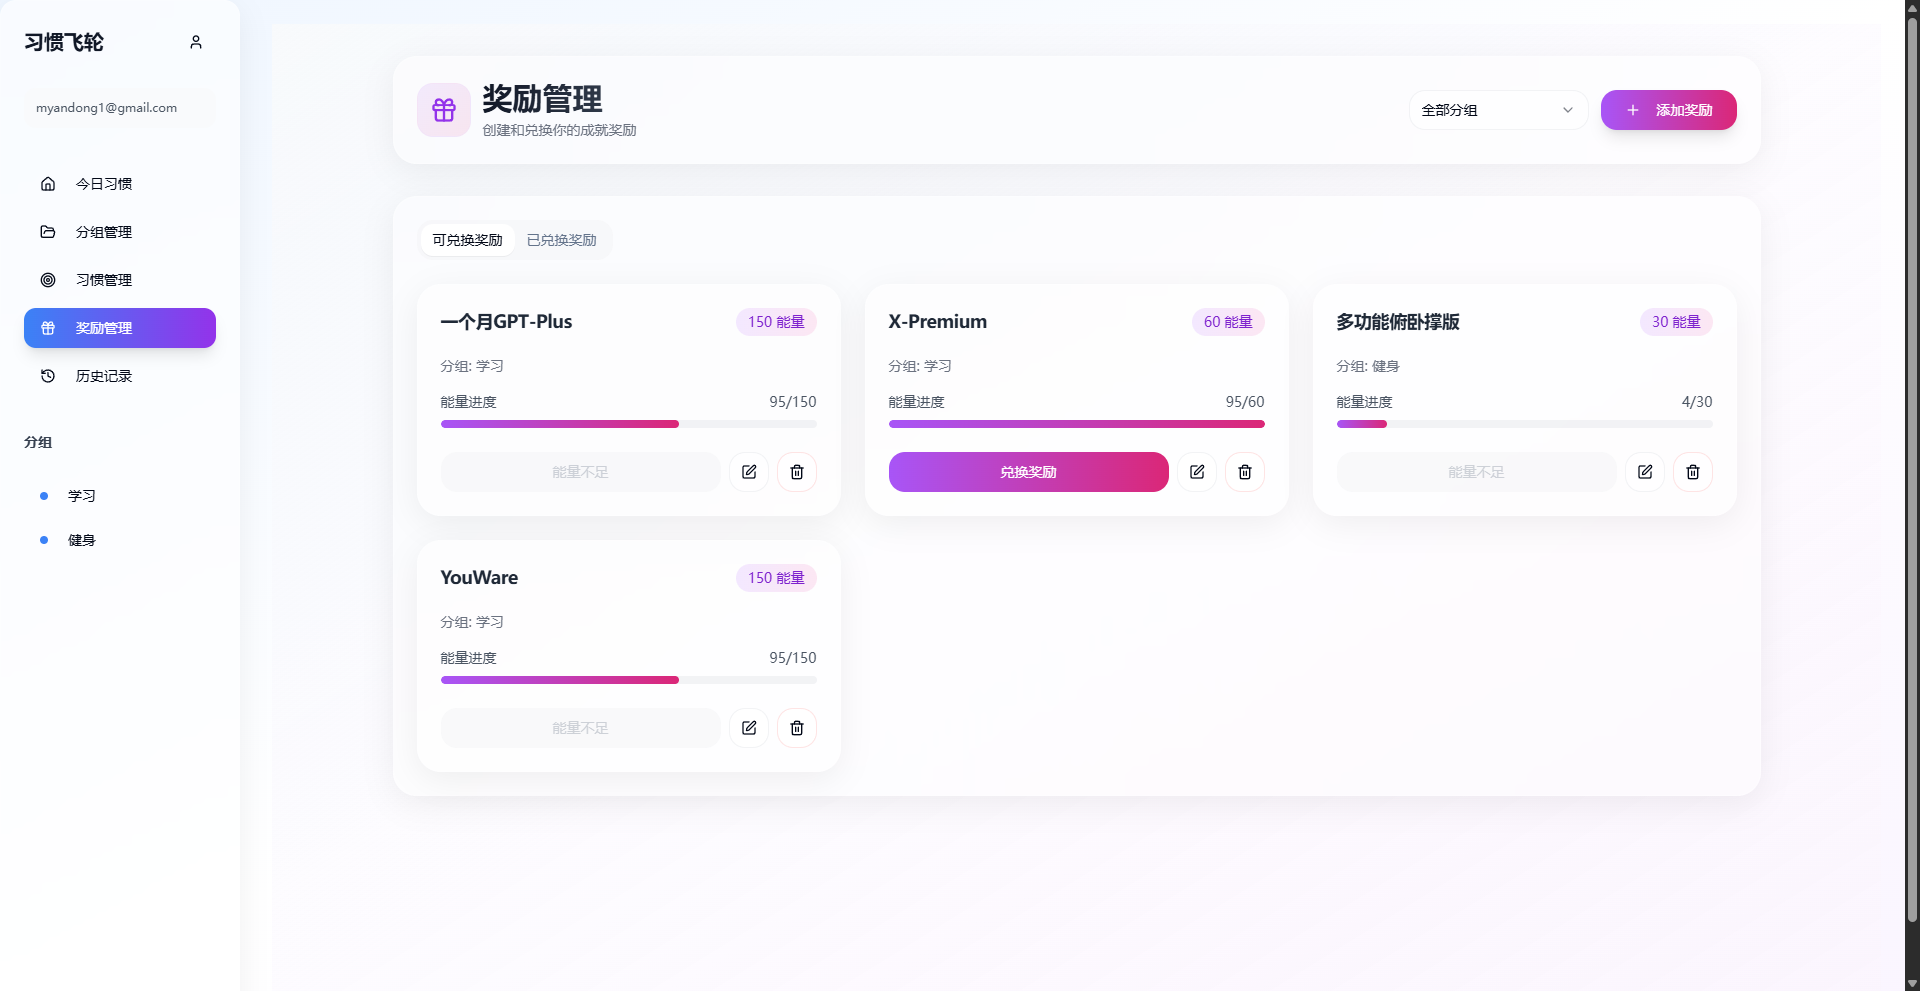 习惯飞轮
myandong1@gmail.com
今日习惯
分组管理
习惯管理
奖励管理
历史记录
分组
学习
健身
奖励管理
创建和兑换你的成就奖励
全部分组
添加奖励
可兑换奖励 已兑换奖励
一个月GPT-Plus 150 能量
分组: 学习
能量进度 95/150
能量不足
X-Premium 60 能量
分组: 学习
能量进度 95/60
兑换奖励
多功能俯卧撑版 30 能量
分组: 健身
能量进度 4/30
能量不足
YouWare 150 能量
分组: 学习
能量进度 95/150
能量不足